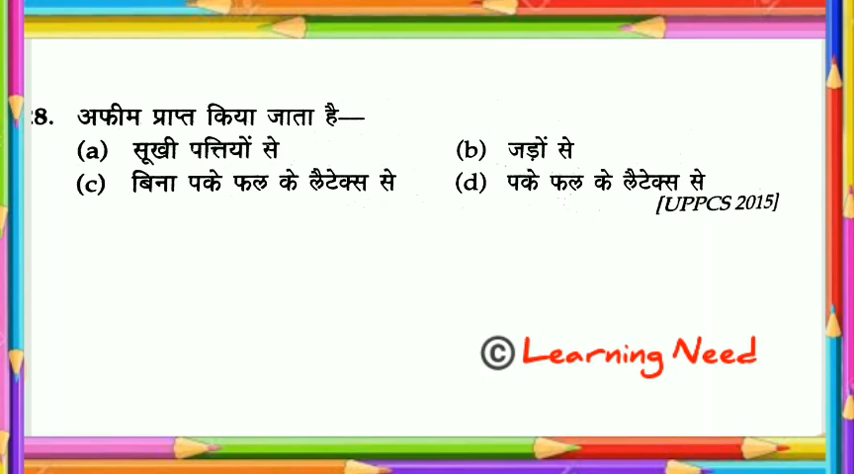 :8. अफीम प्राप्त किया जाता है—
(a) सूखी पत्तियों से (b) जड़ों से
(c) बिना पके फल के लैटेक्स से (d) पके फल के लैटेक्स से
[UPPCS 2015]
© Learning Need